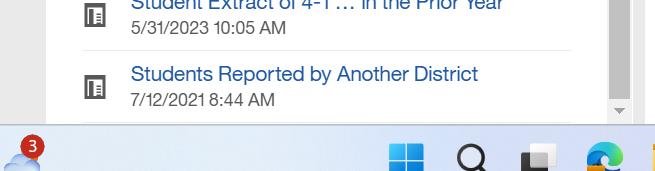 Student Extract of 4-1 ... in the Prior Year
5/31/2023 10:05 AM
Students Reported by Another District
7/12/2021 8:44 AM
3